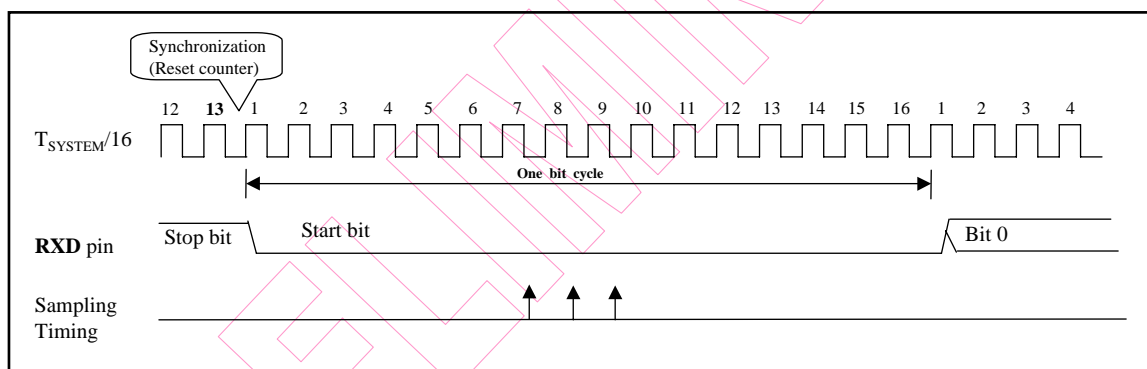 Synchronization
(Reset counter)
12 13 1 2 3 4 5 6 7 8 9 10 11 12 13 14 15 16 1 2 3 4
TSYSTEM/16
One bit cycle
RXD pin Stop bit Start bit Bit 0
Sampling
Timing